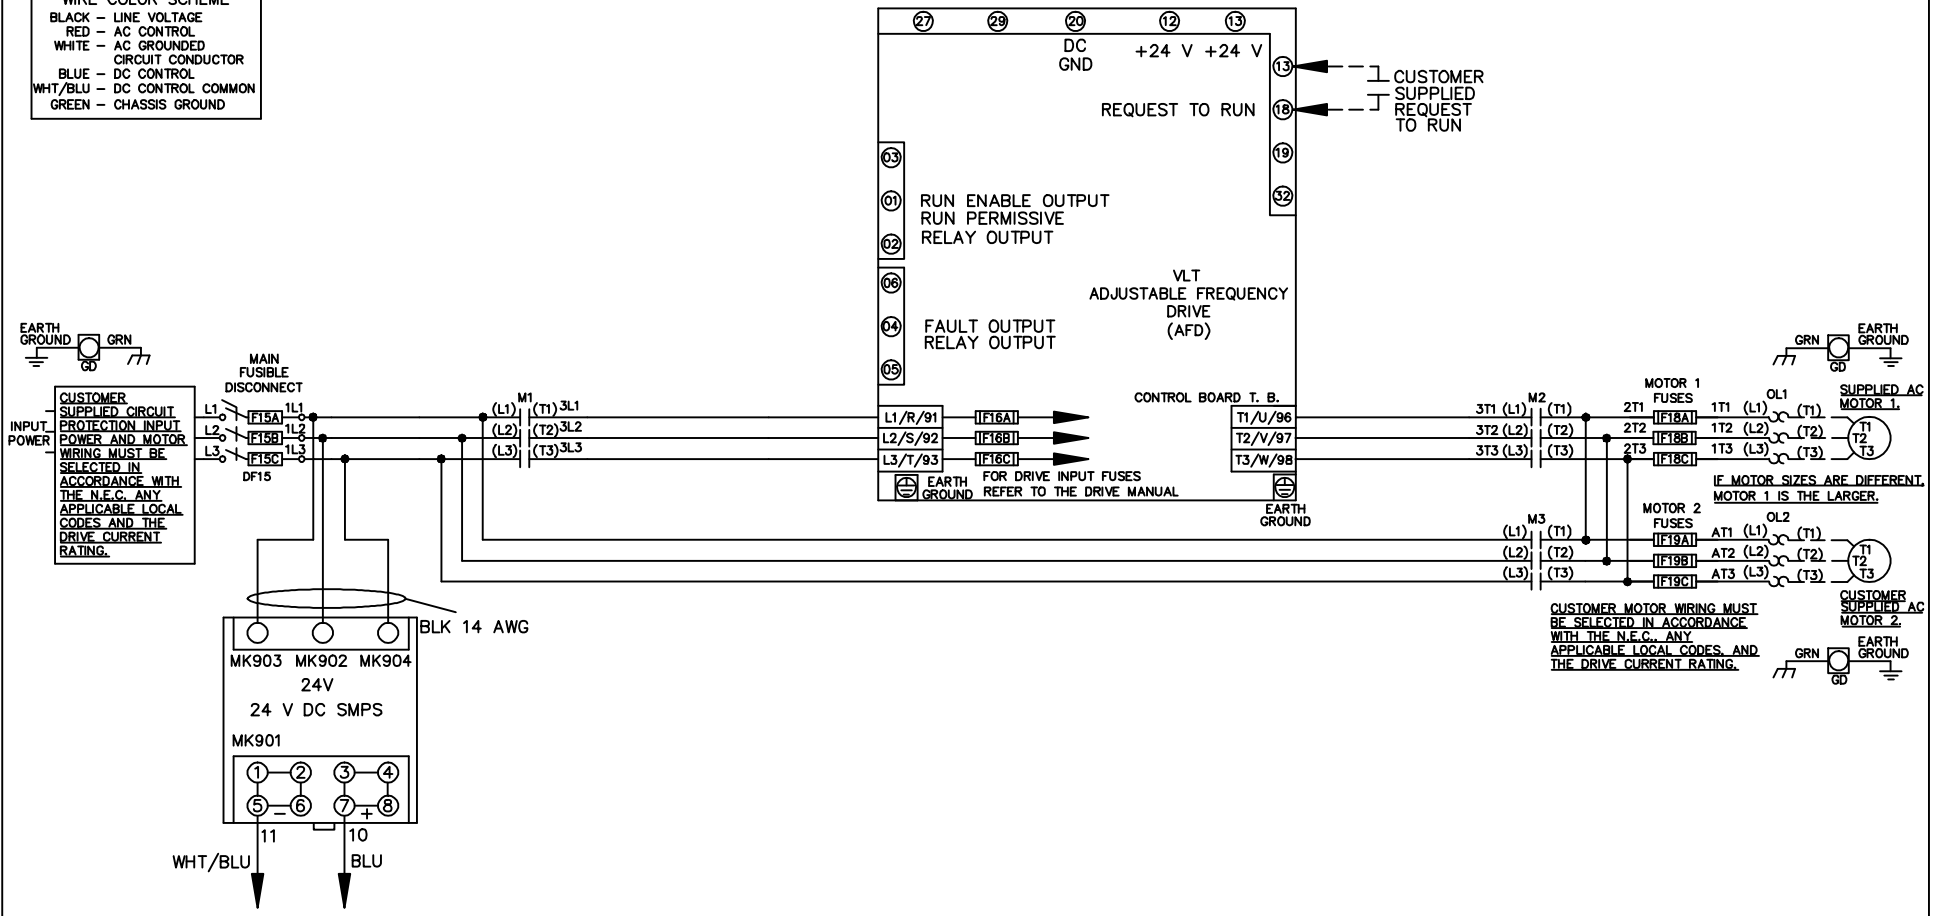 WIRE COLOR SCHEME
BLACK – LINE VOLTAGE
RED – AC CONTROL
WHITE – AC GROUNDED
CIRCUIT CONDUCTOR
BLUE – DC CONTROL
WHT/BLU – DC CONTROL COMMON
GREEN – CHASSIS GROUND
27 29 20 12 13
DC
GND
+24 V +24 V
13
REQUEST TO RUN 18
19
32
CUSTOMER
SUPPLIED
REQUEST
TO RUN
03
01
02
RUN ENABLE OUTPUT
RUN PERMISSIVE
RELAY OUTPUT
06
04
05
FAULT OUTPUT
RELAY OUTPUT
VLT
ADJUSTABLE FREQUENCY
DRIVE
(AFD)
CONTROL BOARD T. B.
EARTH
GROUND
GRN
GD
INPUT
POWER
CUSTOMER
SUPPLIED CIRCUIT
PROTECTION INPUT
POWER AND MOTOR
WIRING MUST BE
SELECTED IN
ACCORDANCE WITH
THE N.E.C. ANY
APPLICABLE LOCAL
CODES AND THE
DRIVE CURRENT
RATING.
MAIN
FUSIBLE
DISCONNECT
L1 F15A 1L1
L2 F15B 1L2
L3 F15C 1L3
DF15
M1
(L1) (T1) 3L1
(L2) (T2) 3L2
(L3) (T3) 3L3
L1/R/91 F16A
L2/S/92 F16B
L3/T/93 F16C
EARTH
GROUND
FOR DRIVE INPUT FUSES
REFER TO THE DRIVE MANUAL
T1/U/96
T2/V/97
T3/W/98
EARTH
GROUND
M2
3T1 (L1) (T1)
3T2 (L2) (T2)
3T3 (L3) (T3)
MOTOR 1
FUSES
2T1 F18A 1T1 (L1) (T1)
2T2 F18B 1T2 (L2) (T2)
2T3 F18C 1T3 (L3) (T3)
OL1
GRN
GD
EARTH
GROUND
SUPPLIED AC
MOTOR 1.
T1
T2
T3
IF MOTOR SIZES ARE DIFFERENT,
MOTOR 1 IS THE LARGER.
M3
(L1) (T1)
(L2) (T2)
(L3) (T3)
MOTOR 2
FUSES
F19A AT1 (L1) (T1)
F19B AT2 (L2) (T2)
F19C AT3 (L3) (T3)
OL2
T1
T2
T3
CUSTOMER
SUPPLIED AC
MOTOR 2.
CUSTOMER MOTOR WIRING MUST
BE SELECTED IN ACCORDANCE
WITH THE N.E.C., ANY
APPLICABLE LOCAL CODES, AND
THE DRIVE CURRENT RATING.
GRN
GD
EARTH
GROUND
BLK 14 AWG
MK903 MK902 MK904
24V
24 V DC SMPS
MK901
1 2 3 4
5 – 6 7 + 8
11 10
WHT/BLU BLU